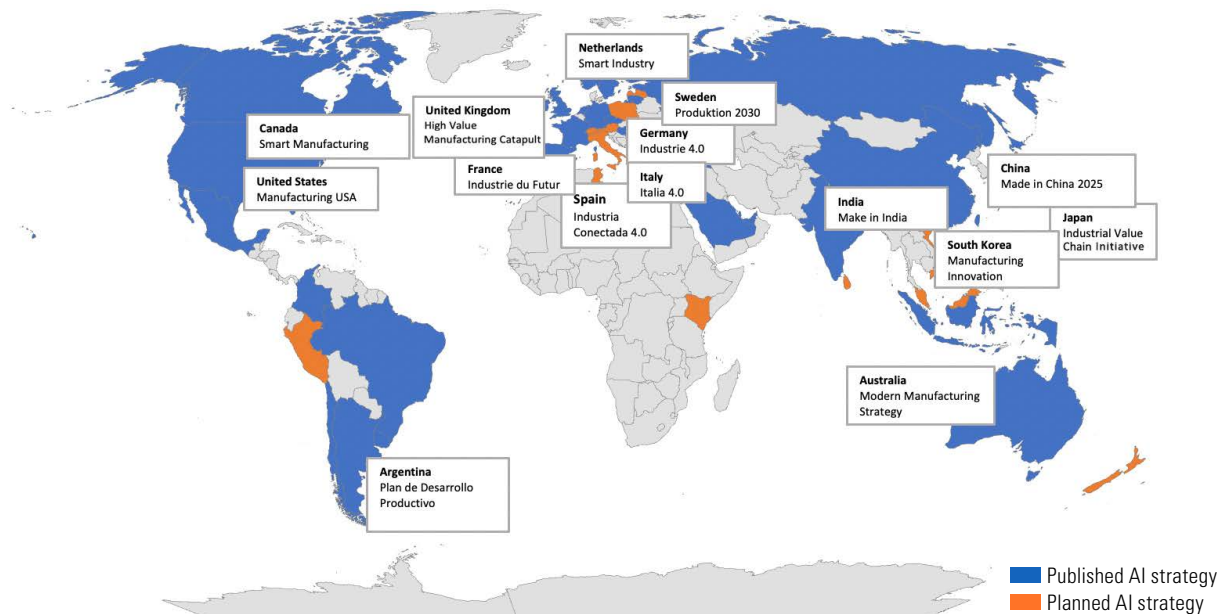 Netherlands
Smart Industry
Sweden
Produktion 2030
United Kingdom
High Value
Manufacturing Catapult
Canada
Smart Manufacturing
Germany
Industrie 4.0
France
Industrie du Futur
Italy
Italia 4.0
China
Made in China 2025
United States
Manufacturing USA
Spain
Industria
Conectada 4.0
India
Make in India
Japan
Industrial Value
Chain Initiative
South Korea
Manufacturing
Innovation
Australia
Modern Manufacturing
Strategy
Argentina
Plan de Desarrollo
Productivo
Published AI strategy
Planned AI strategy